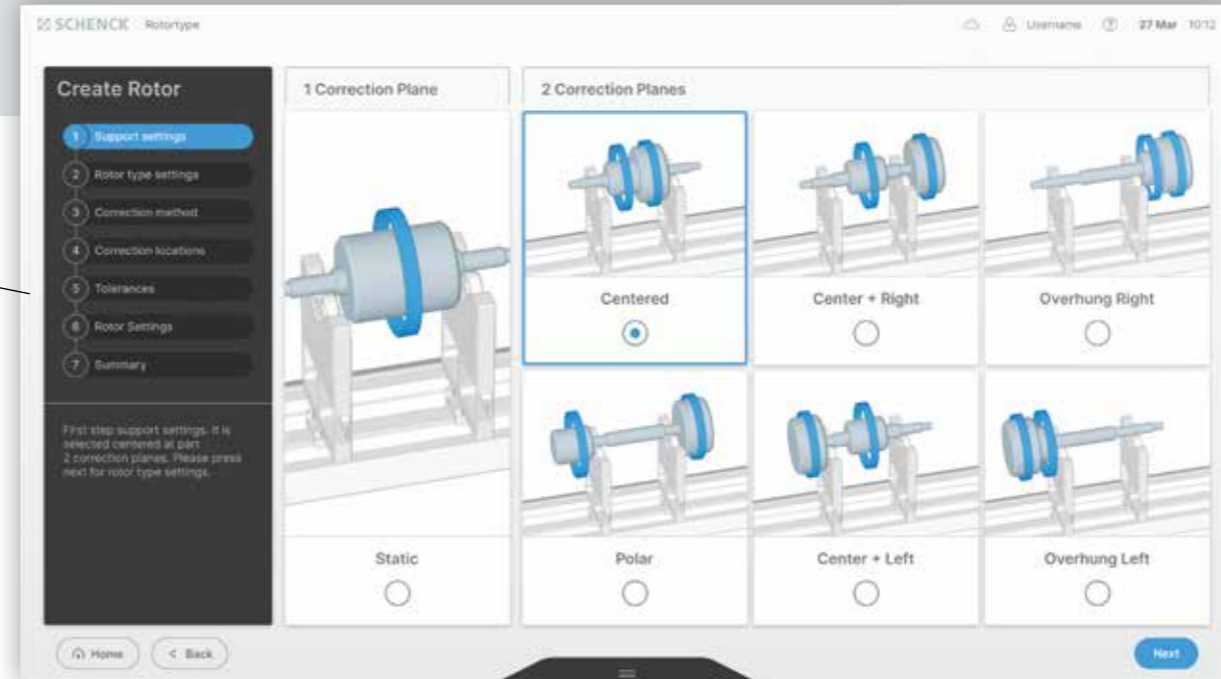 SCHENCK Rotortype
Username 27 Mar 10:12
Create Rotor
1 Support settings
2 Rotor type settings
3 Correction method
4 Correction locations
5 Tolerances
6 Rotor Settings
7 Summary
First step support settings. It is
selected centered at part
2 correction planes. Please press
next for rotor type settings.
1 Correction Plane
Static
2 Correction Planes
Centered
Center + Right
Overhung Right
Polar
Center + Left
Overhung Left
Home
< Back
Next